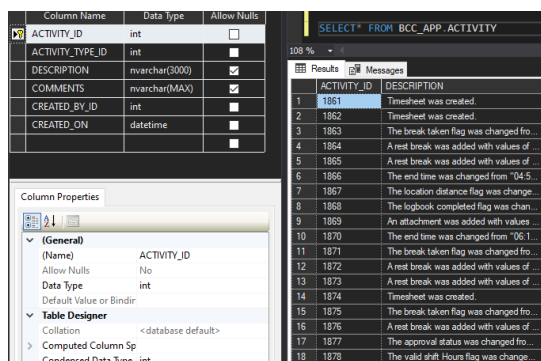 Column Name Data Type Allow Nulls
ACTIVITY_ID int
ACTIVITY_TYPE_ID int
DESCRIPTION nvarchar(3000)
COMMENTS nvarchar(MAX)
CREATED_BY_ID int
CREATED_ON datetime
Column Properties
(General)
(Name) ACTIVITY_ID
Allow Nulls No
Data Type int
Default Value or Bindin
Table Designer
Collation <database default>
Computed Column Sp
Condensed Data Type int
SELECT* FROM BCC_APP.ACTIVITY
108 %
Results Messages
ACTIVITY_ID DESCRIPTION
1 1861 Timesheet was created.
2 1862 Timesheet was created.
3 1863 The break taken flag was changed fro...
4 1864 A rest break was added with values of ...
5 1865 A rest break was added with values of ...
6 1866 The end time was changed from "04:5...
7 1867 The location distance flag was change...
8 1868 The logbook completed flag was chan...
9 1869 An attachment was added with values ...
10 1870 The end time was changed from "06:1...
11 1871 The break taken flag was changed fro...
12 1872 A rest break was added with values of ...
13 1873 A rest break was added with values of ...
14 1874 Timesheet was created.
15 1875 The break taken flag was changed fro...
16 1876 A rest break was added with values of ...
17 1877 The approval status was changed fro...
18 1878 The valid shift Hours flag was change...